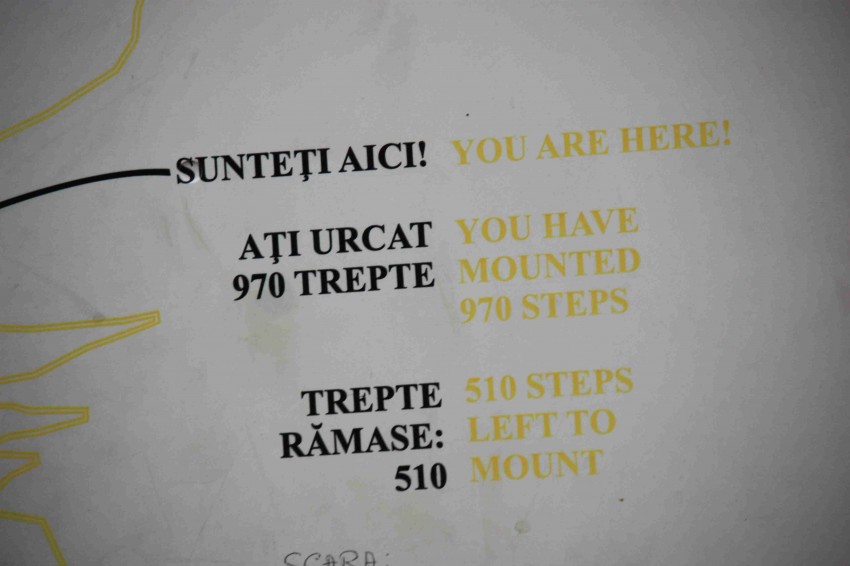 SUNTEŢI AICI! YOU ARE HERE!
AŢI URCAT
970 TREPTE
YOU HAVE
MOUNTED
970 STEPS
TREPTE
RĂMASE:
510
510 STEPS
LEFT TO
MOUNT
SCARA: